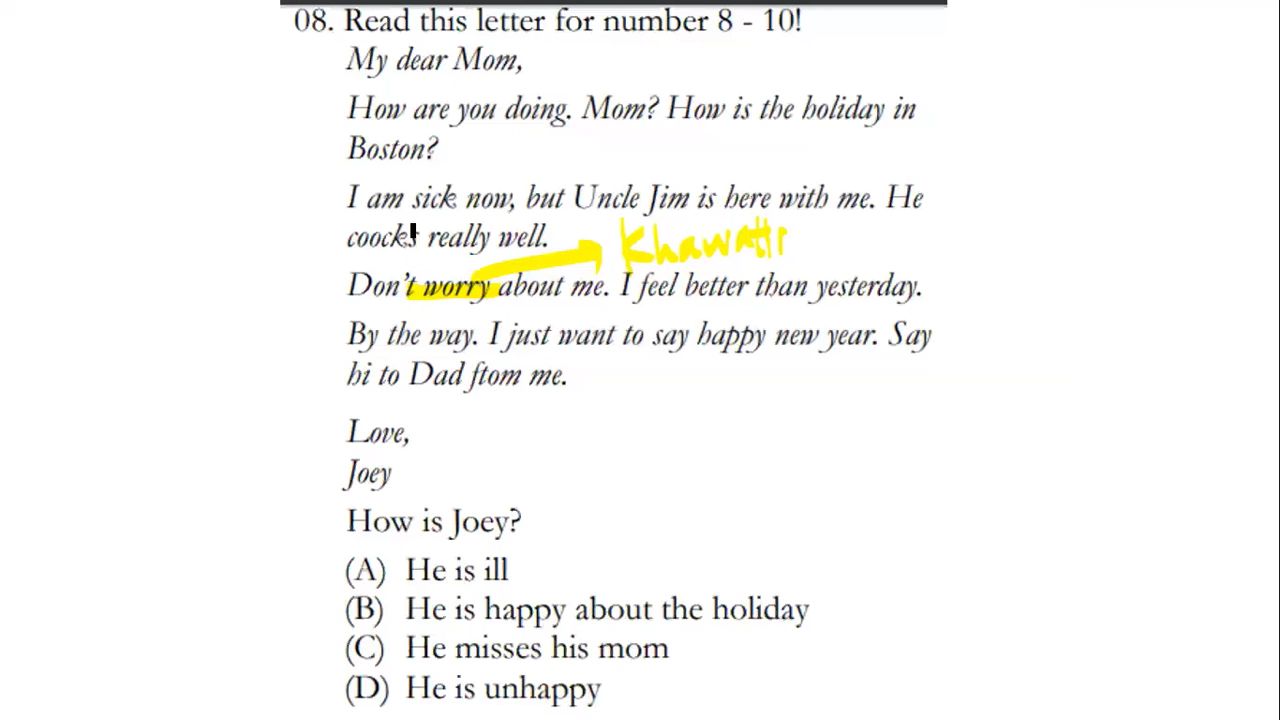 08. Read this letter for number 8 - 10!
My dear Mom,
How are you doing. Mom? How is the holiday in
Boston?
I am sick now, but Uncle Jim is here with me. He
coocks really well.
Khawatir
Don't worry about me. I feel better than yesterday.
By the way. I just want to say happy new year. Say
hi to Dad ftom me.
Love,
Joey
How is Joey?
(A) He is ill
(B) He is happy about the holiday
(C) He misses his mom
(D) He is unhappy